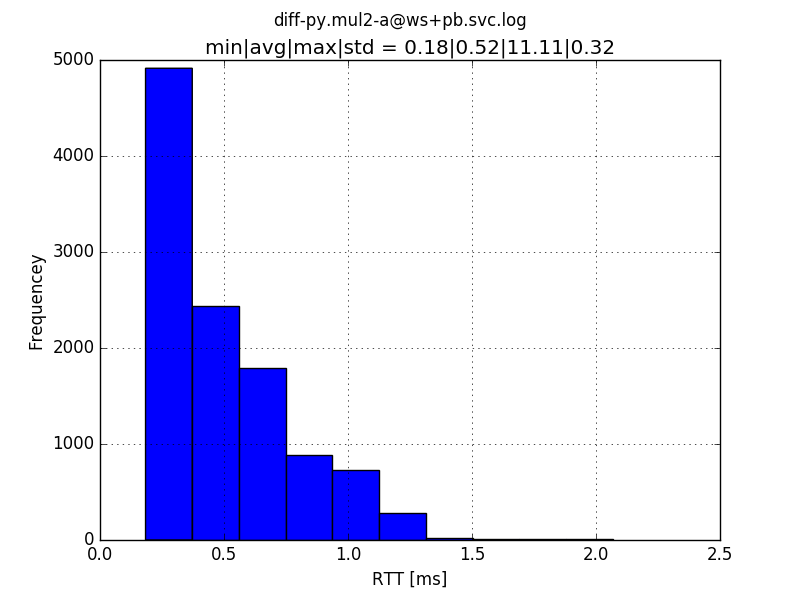 diff-py.mul2-a@ws+pb.svc.log
min|avg|max|std = 0.18|0.52|11.11|0.32
5000
4000
3000
2000
1000
0
Frequencey
0.0 0.5 1.0 1.5 2.0 2.5
RTT [ms]